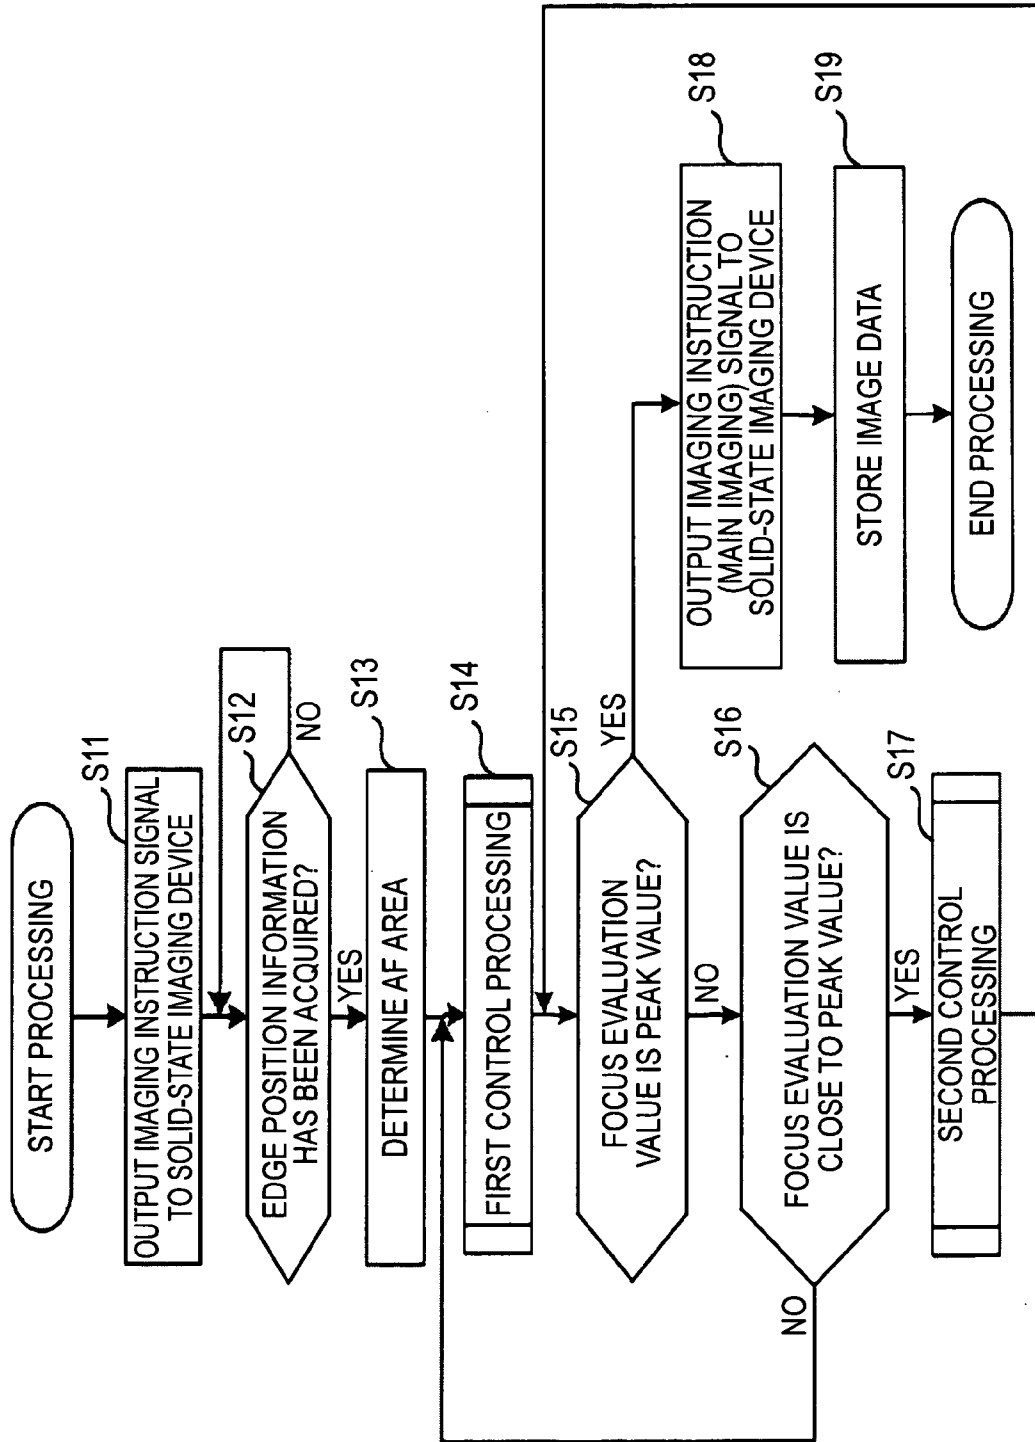 START PROCESSING
S11
OUTPUT IMAGING INSTRUCTION SIGNAL
TO SOLID-STATE IMAGING DEVICE
S12
EDGE POSITION INFORMATION
HAS BEEN ACQUIRED?
NO
YES
S13
DETERMINE AF AREA
S14
FIRST CONTROL PROCESSING
S15
FOCUS EVALUATION
VALUE IS PEAK VALUE?
YES
NO
S16
FOCUS EVALUATION VALUE IS
CLOSE TO PEAK VALUE?
NO
YES
S17
SECOND CONTROL
PROCESSING
S18
OUTPUT IMAGING INSTRUCTION
(MAIN IMAGING) SIGNAL TO
SOLID-STATE IMAGING DEVICE
S19
STORE IMAGE DATA
END PROCESSING